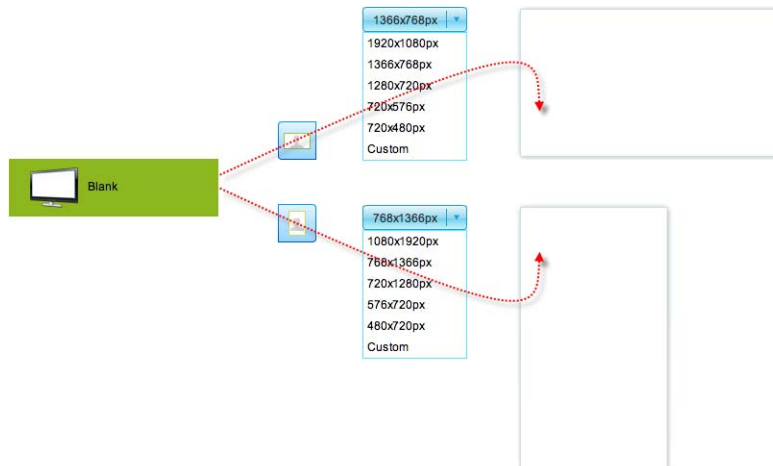 1366x768px
1920x1080px
1366x768px
1280x720px
720x576px
720x480px
Custom
Blank
768x1366px
1080x1920px
768x1366px
720x1280px
576x720px
480x720px
Custom